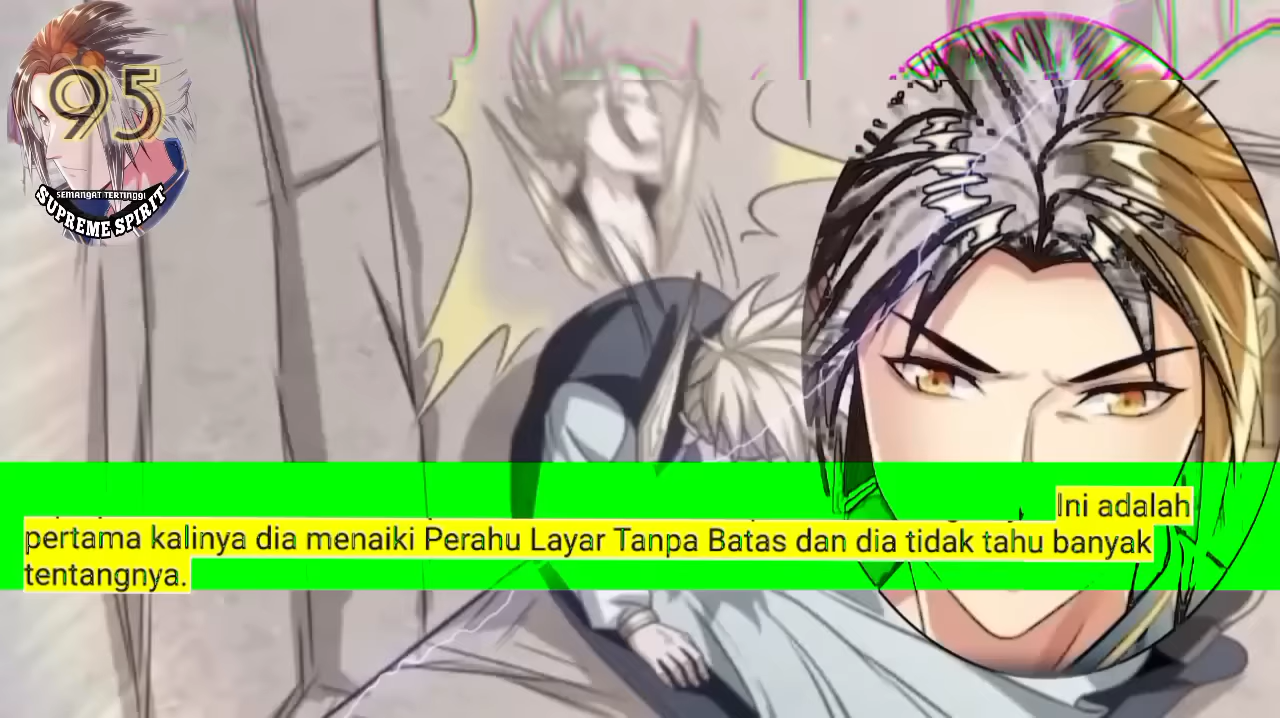 95
SEMANGAT TERTINGGI
SUPREME SPIRIT
Ini adalah
pertama kalinya dia menaiki Perahu Layar Tanpa Batas dan dia tidak tahu banyak
tentangnya.